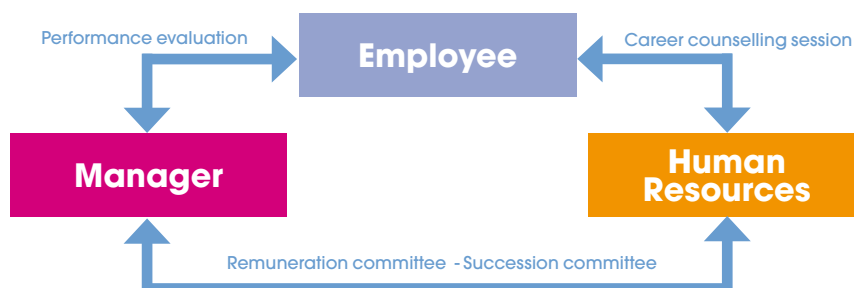 Performance evaluation
Employee
Career counselling session
Manager
Human
Resources
Remuneration committee - Succession committee